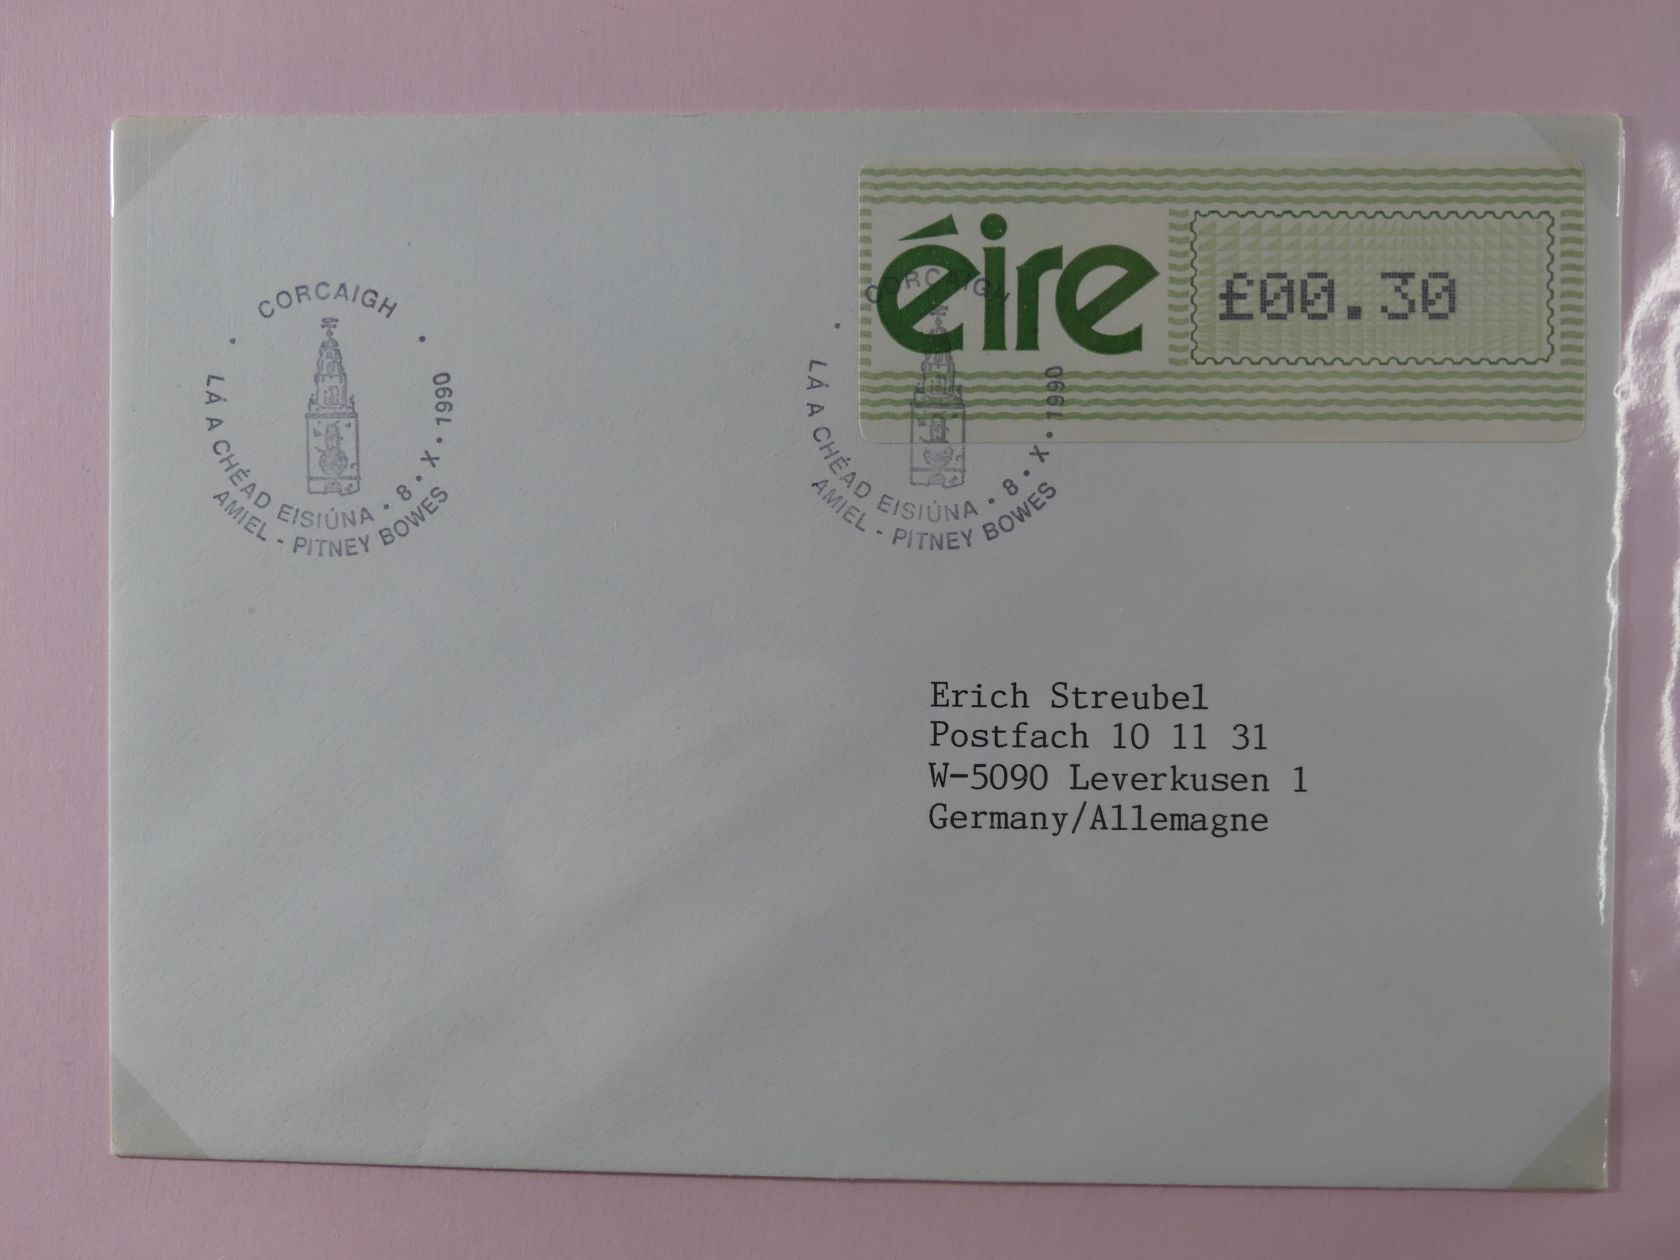 éire
£00.30
CORCAIGH
LÁ A CHÉAD EISIÚNA • 8 • X • 1990
AMIEL - PITNEY BOWES
CORCAIGH
LÁ A CHÉAD EISIÚNA • 8 • X • 1990
AMIEL - PITNEY BOWES
Erich Streubel
Postfach 10 11 31
W-5090 Leverkusen 1
Germany/Allemagne